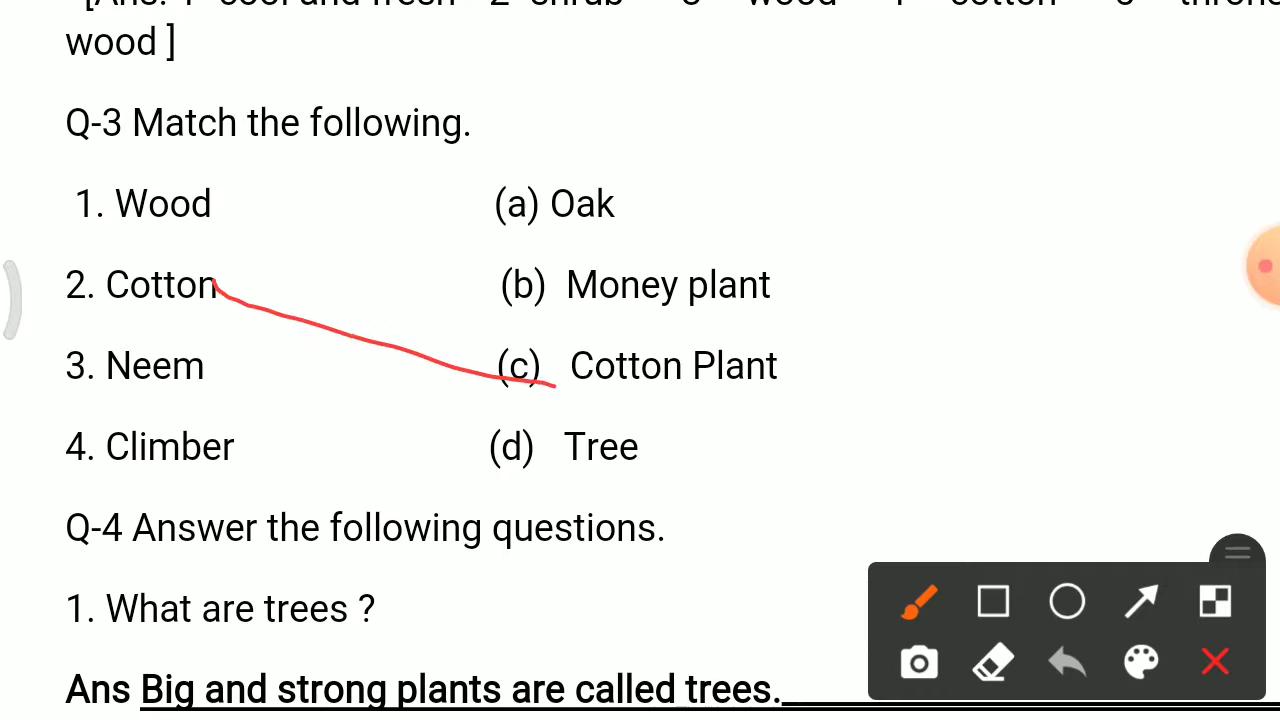 wood ]
Q-3 Match the following.
1. Wood (a) Oak
2. Cotton (b) Money plant
3. Neem (c) Cotton Plant
4. Climber (d) Tree
Q-4 Answer the following questions.
1. What are trees ?
Ans Big and strong plants are called trees.